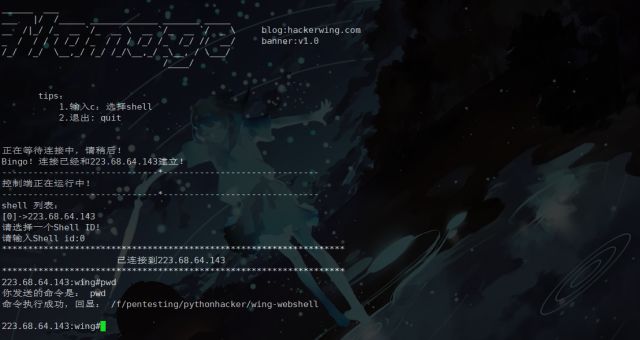 Manage
blog:hackerwing.com
banner:v1.0
tips:
1.输入c: 选择shell
2.退出: quit
正在等待连接中，请稍后！
Bingo！连接已经和223.68.64.143建立！
--------------------------------*--------------------------------
控制端正在运行中！
--------------------------------*--------------------------------
shell 列表:
[0]->223.68.64.143
请选择一个Shell ID!
请输入Shell id:0
******************************************************************
已连接到223.68.64.143
******************************************************************
223.68.64.143:wing#pwd
你发送的命令是: pwd
命令执行成功，回显: /f/pentesting/pythonhacker/wing-webshell
223.68.64.143:wing#